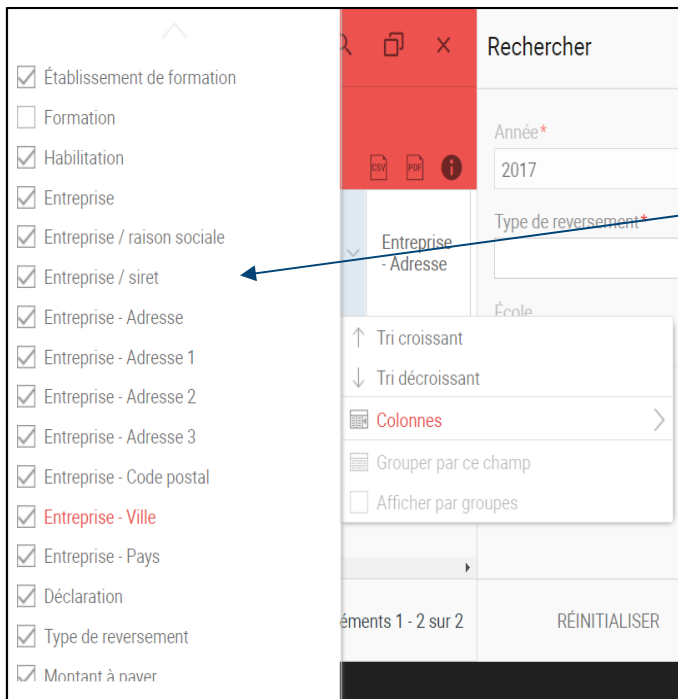 Établissement de formation
Formation
Habilitation
Entreprise
Entreprise / raison sociale
Entreprise / siret
Entreprise - Adresse
Entreprise - Adresse 1
Entreprise - Adresse 2
Entreprise - Adresse 3
Entreprise - Code postal
Entreprise - Ville
Entreprise - Pays
Déclaration
Type de reversement
Montant à payer
CSV
PDF
Entreprise
- Adresse
Tri croissant
Tri décroissant
Colonnes
Grouper par ce champ
Afficher par groupes
éments 1 - 2 sur 2
Rechercher
Année*
2017
Type de reversement*
École
RÉINITIALISER